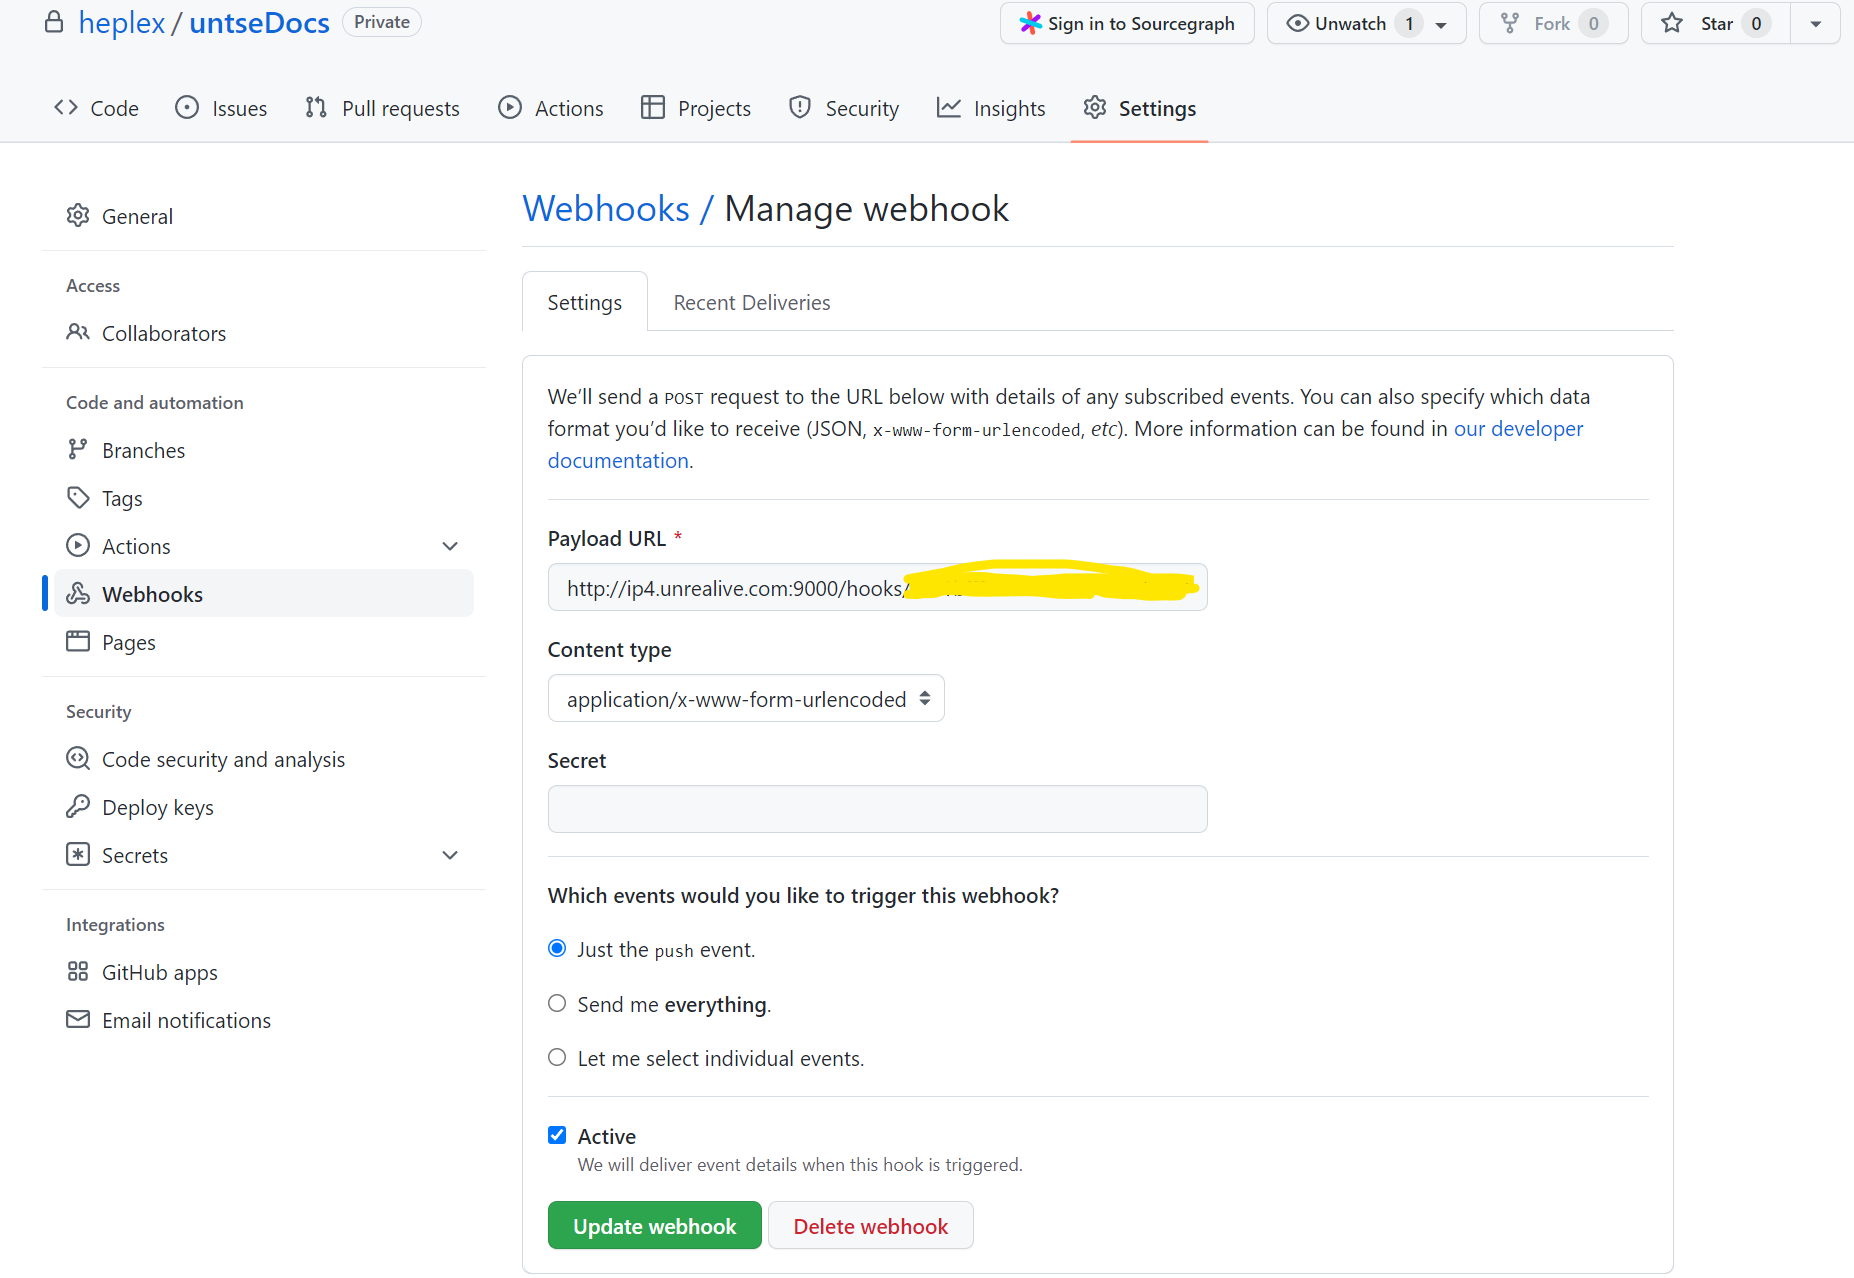 heplex / untseDocs Private
Sign in to Sourcegraph Unwatch 1 Fork 0 Star 0
Code Issues Pull requests Actions Projects Security Insights Settings
General
Access
Collaborators
Code and automation
Branches
Tags
Actions
Webhooks
Pages
Security
Code security and analysis
Deploy keys
Secrets
Integrations
GitHub apps
Email notifications
Webhooks / Manage webhook
Settings Recent Deliveries
We’ll send a POST request to the URL below with details of any subscribed events. You can also specify which data
format you’d like to receive (JSON, x-www-form-urlencoded, etc). More information can be found in our developer
documentation.
Payload URL *
http://ip4.unrealive.com:9000/hooks/
Content type
application/x-www-form-urlencoded
Secret
Which events would you like to trigger this webhook?
Just the push event.
Send me everything.
Let me select individual events.
Active
We will deliver event details when this hook is triggered.
Update webhook Delete webhook